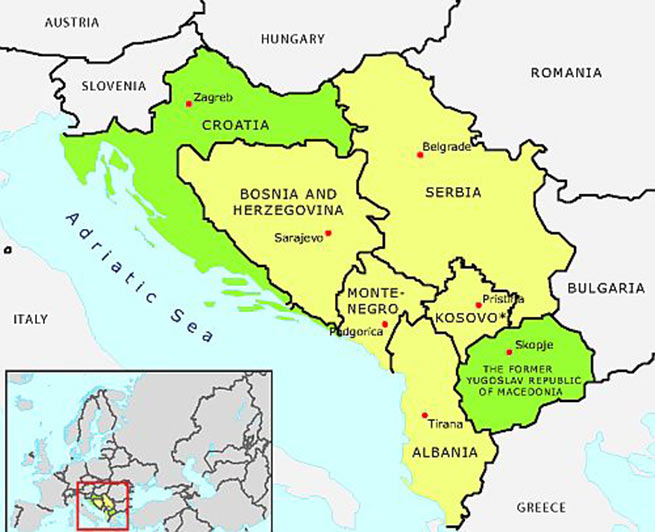 AUSTRIA
HUNGARY
ROMANIA
SLOVENIA
Zagreb
CROATIA
Belgrade
SERBIA
BOSNIA AND
HERZEGOVINA
Sarajevo
Adriatic Sea
BULGARIA
MONTE-
NEGRO
Pristina
KOSOVO*
ITALY
Podgorica
Skopje
THE FORMER
YUGOSLAV REPUBLIC
OF MACEDONIA
Tirana
ALBANIA
GREECE